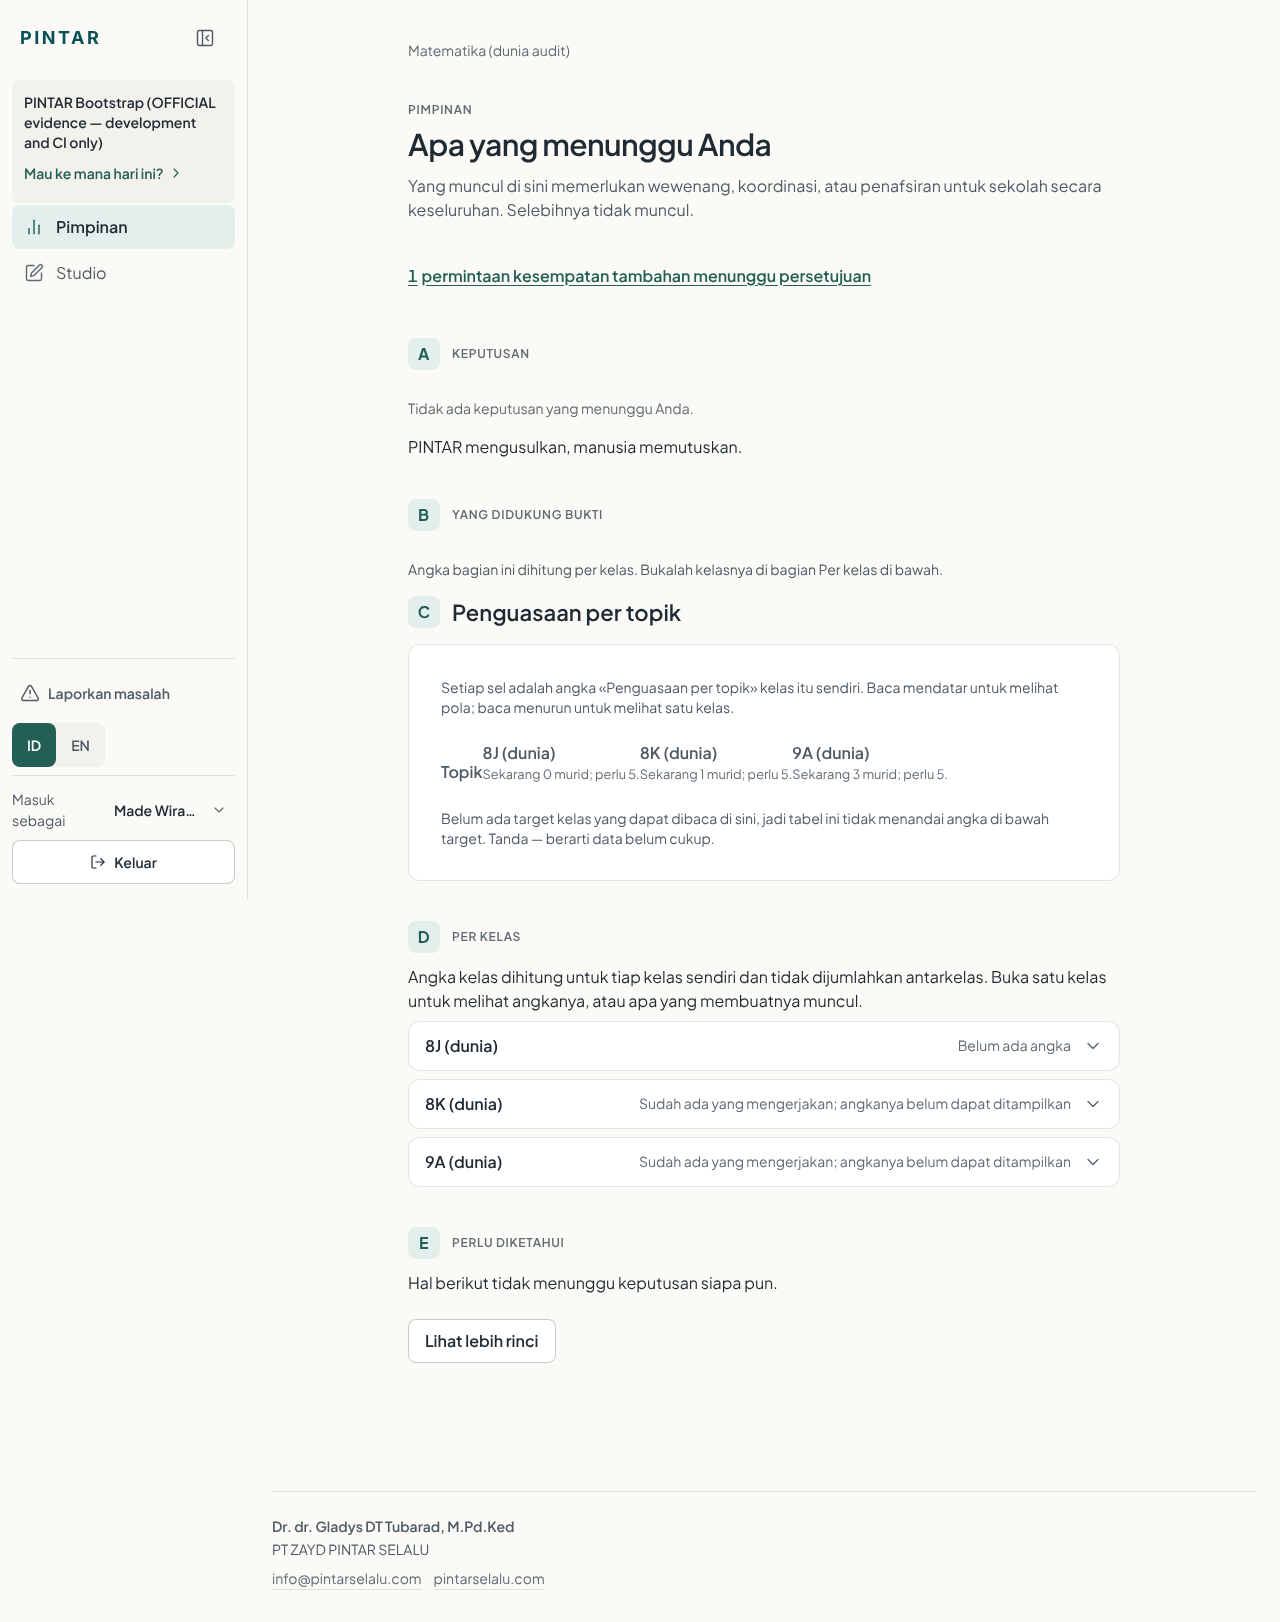 PINTAR
PINTAR Bootstrap (OFFICIAL
evidence — development
and CI only)
Mau ke mana hari ini?
Pimpinan
Studio
Laporkan masalah
ID EN
Masuk
sebagai
Made Wira…
Keluar
Matematika (dunia audit)
PIMPINAN
Apa yang menunggu Anda
Yang muncul di sini memerlukan wewenang, koordinasi, atau penafsiran untuk sekolah secara
keseluruhan. Selebihnya tidak muncul.
1 permintaan kesempatan tambahan menunggu persetujuan
A KEPUTUSAN
Tidak ada keputusan yang menunggu Anda.
PINTAR mengusulkan, manusia memutuskan.
B YANG DIDUKUNG BUKTI
Angka bagian ini dihitung per kelas. Bukalah kelasnya di bagian Per kelas di bawah.
C Penguasaan per topik
Setiap sel adalah angka «Penguasaan per topik» kelas itu sendiri. Baca mendatar untuk melihat
pola; baca menurun untuk melihat satu kelas.
8J (dunia) 8K (dunia) 9A (dunia)
Topik Sekarang 0 murid; perlu 5. Sekarang 1 murid; perlu 5. Sekarang 3 murid; perlu 5.
Belum ada target kelas yang dapat dibaca di sini, jadi tabel ini tidak menandai angka di bawah
target. Tanda — berarti data belum cukup.
D PER KELAS
Angka kelas dihitung untuk tiap kelas sendiri dan tidak dijumlahkan antarkelas. Buka satu kelas
untuk melihat angkanya, atau apa yang membuatnya muncul.
8J (dunia) Belum ada angka
8K (dunia) Sudah ada yang mengerjakan; angkanya belum dapat ditampilkan
9A (dunia) Sudah ada yang mengerjakan; angkanya belum dapat ditampilkan
E PERLU DIKETAHUI
Hal berikut tidak menunggu keputusan siapa pun.
Lihat lebih rinci
Dr. dr. Gladys DT Tubarad, M.Pd.Ked
PT ZAYD PINTAR SELALU
info@pintarselalu.com pintarselalu.com